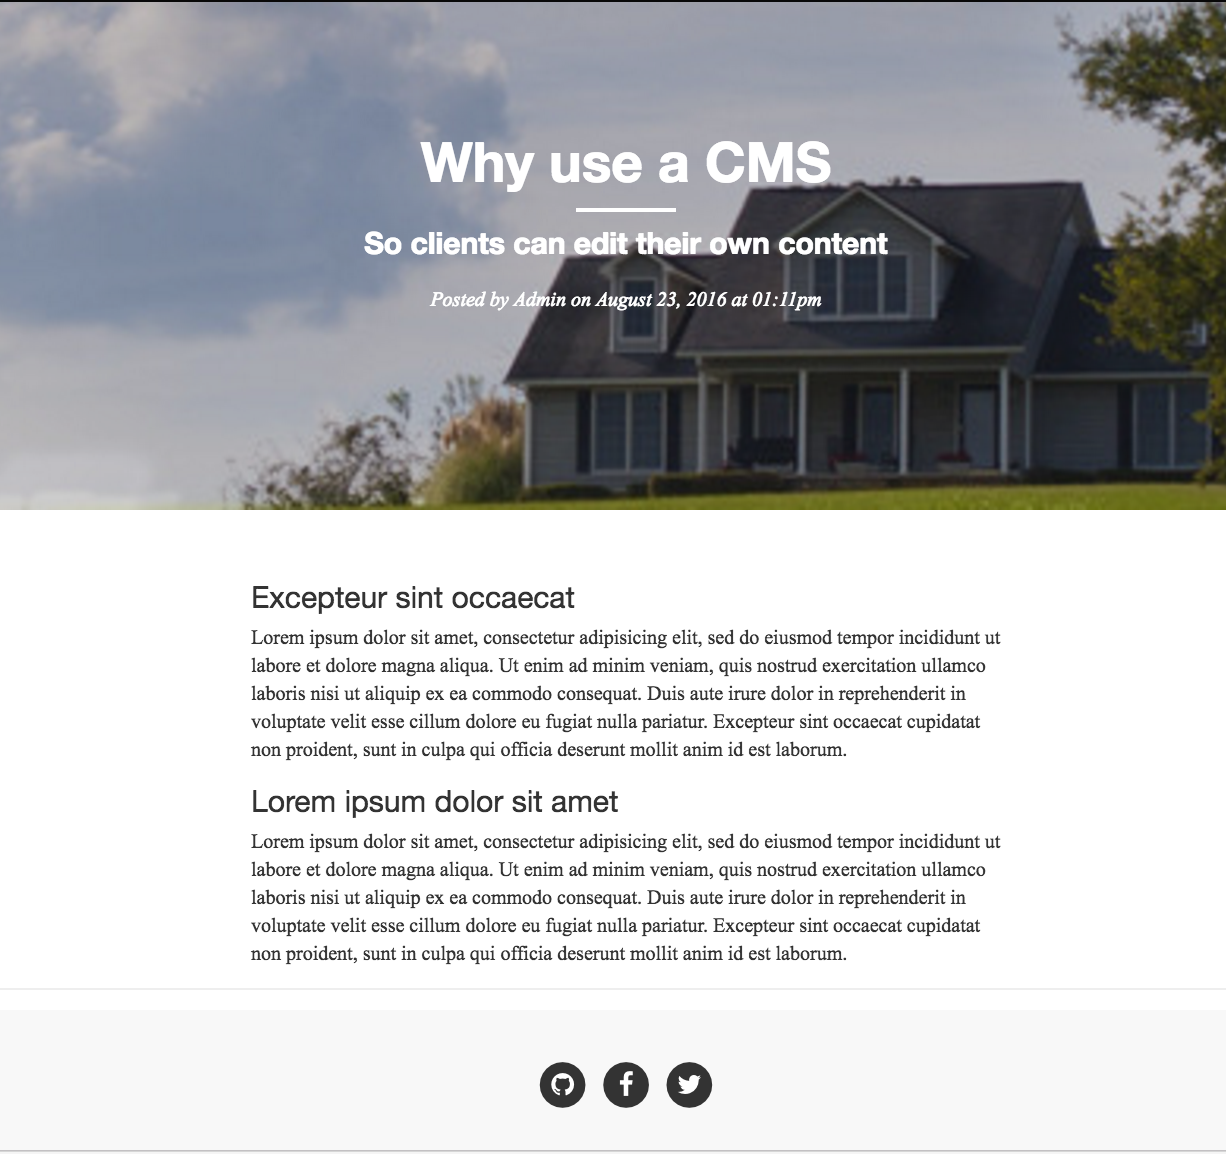 Why use a CMS
So clients can edit their own content
Posted by Admin on August 23, 2016 at 01:11pm
Excepteur sint occaecat
Lorem ipsum dolor sit amet, consectetur adipisicing elit, sed do eiusmod tempor incididunt ut
labore et dolore magna aliqua. Ut enim ad minim veniam, quis nostrud exercitation ullamco
laboris nisi ut aliquip ex ea commodo consequat. Duis aute irure dolor in reprehenderit in
voluptate velit esse cillum dolore eu fugiat nulla pariatur. Excepteur sint occaecat cupidatat
non proident, sunt in culpa qui officia deserunt mollit anim id est laborum.
Lorem ipsum dolor sit amet
Lorem ipsum dolor sit amet, consectetur adipisicing elit, sed do eiusmod tempor incididunt ut
labore et dolore magna aliqua. Ut enim ad minim veniam, quis nostrud exercitation ullamco
laboris nisi ut aliquip ex ea commodo consequat. Duis aute irure dolor in reprehenderit in
voluptate velit esse cillum dolore eu fugiat nulla pariatur. Excepteur sint occaecat cupidatat
non proident, sunt in culpa qui officia deserunt mollit anim id est laborum.